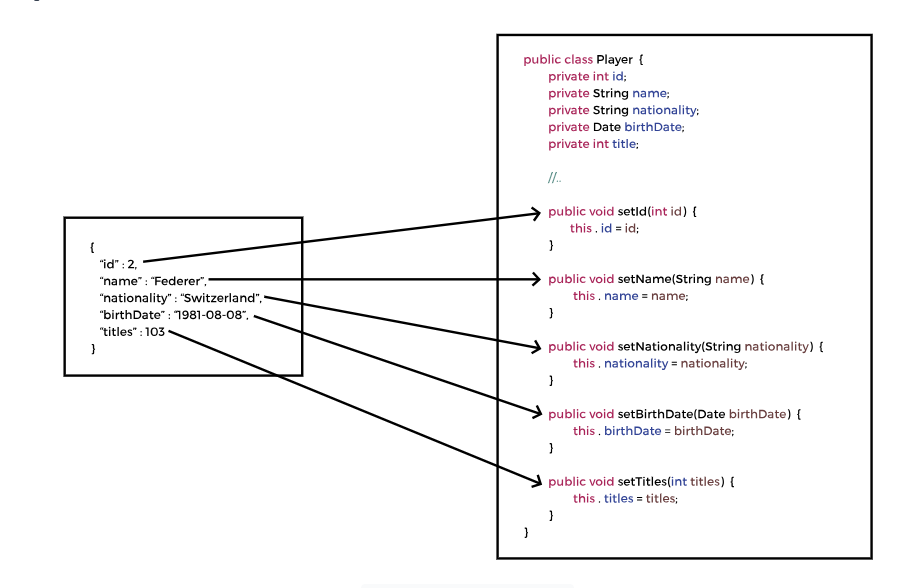 {
"id" : 2,
"name" : "Federer",
"nationality" : "Switzerland",
"birthDate" : "1981-08-08",
"titles" : 103
}
public class Player {
private int id;
private String name;
private String nationality;
private Date birthDate;
private int title;
//..
public void setId(int id) {
this . id = id;
}
public void setName(String name) {
this . name = name;
}
public void setNationality(String nationality) {
this . nationality = nationality;
}
public void setBirthDate(Date birthDate) {
this . birthDate = birthDate;
}
public void setTitles(int titles) {
this . titles = titles;
}
}